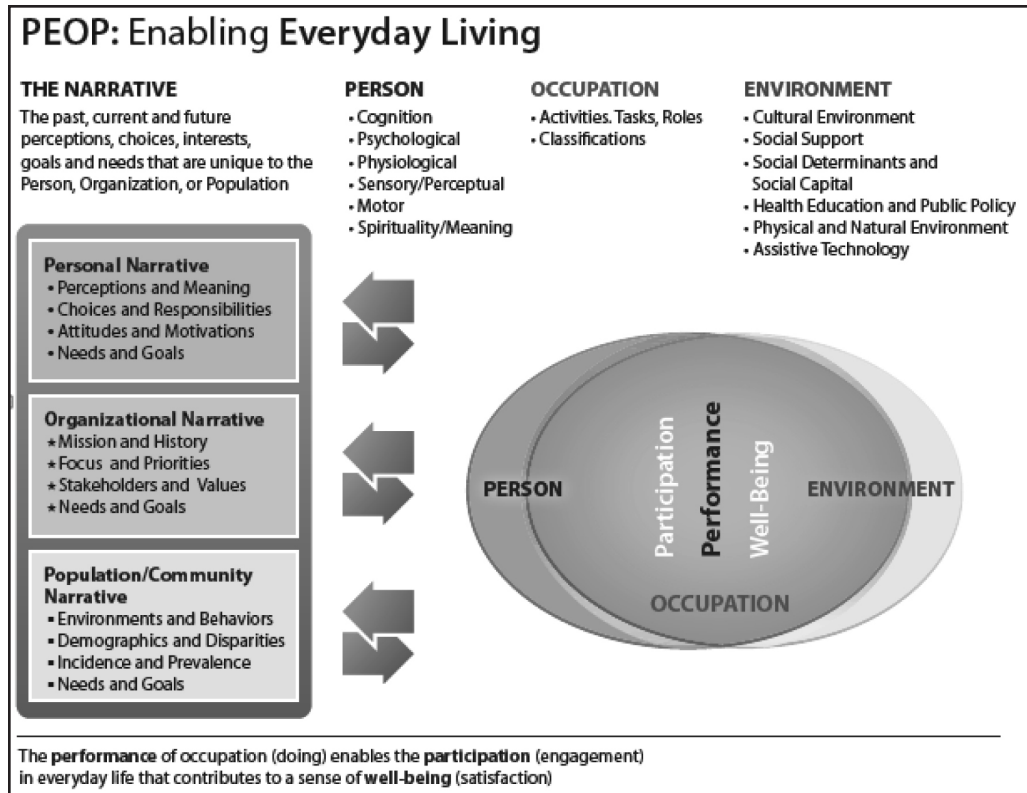 PEOP: Enabling Everyday Living
THE NARRATIVE
The past, current and future
perceptions, choices, interests,
goals and needs that are unique to the
Person, Organization, or Population
PERSON
• Cognition
• Psychological
• Physiological
• Sensory/Perceptual
• Motor
• Spirituality/Meaning
OCCUPATION
• Activities. Tasks, Roles
• Classifications
ENVIRONMENT
• Cultural Environment
• Social Support
• Social Determinants and
Social Capital
• Health Education and Public Policy
• Physical and Natural Environment
• Assistive Technology
Personal Narrative
• Perceptions and Meaning
• Choices and Responsibilities
• Attitudes and Motivations
• Needs and Goals
Organizational Narrative
★ Mission and History
★ Focus and Priorities
★ Stakeholders and Values
★ Needs and Goals
Population/Community
Narrative
▪ Environments and Behaviors
▪ Demographics and Disparities
▪ Incidence and Prevalence
▪ Needs and Goals
PERSON
Participation
Performance
Well-Being
ENVIRONMENT
OCCUPATION
The performance of occupation (doing) enables the participation (engagement)
in everyday life that contributes to a sense of well-being (satisfaction)